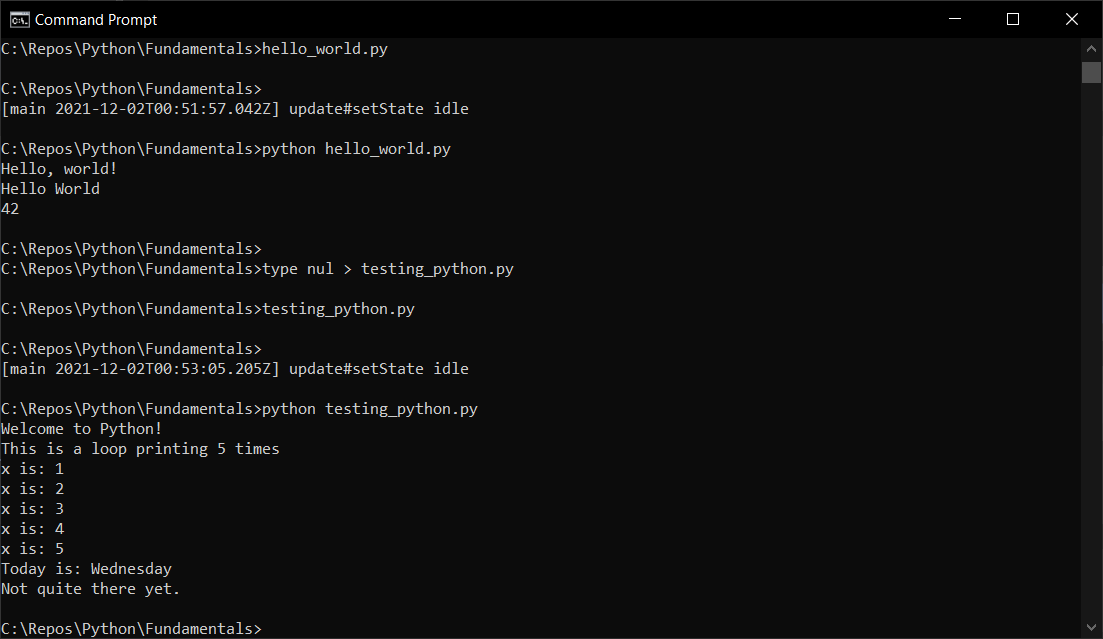 Command Prompt
C:\Repos\Python\Fundamentals>hello_world.py
C:\Repos\Python\Fundamentals>
[main 2021-12-02T00:51:57.042Z] update#setState idle
C:\Repos\Python\Fundamentals>python hello_world.py
Hello, world!
Hello World
42
C:\Repos\Python\Fundamentals>
C:\Repos\Python\Fundamentals>type nul > testing_python.py
C:\Repos\Python\Fundamentals>testing_python.py
C:\Repos\Python\Fundamentals>
[main 2021-12-02T00:53:05.205Z] update#setState idle
C:\Repos\Python\Fundamentals>python testing_python.py
Welcome to Python!
This is a loop printing 5 times
x is: 1
x is: 2
x is: 3
x is: 4
x is: 5
Today is: Wednesday
Not quite there yet.
C:\Repos\Python\Fundamentals>